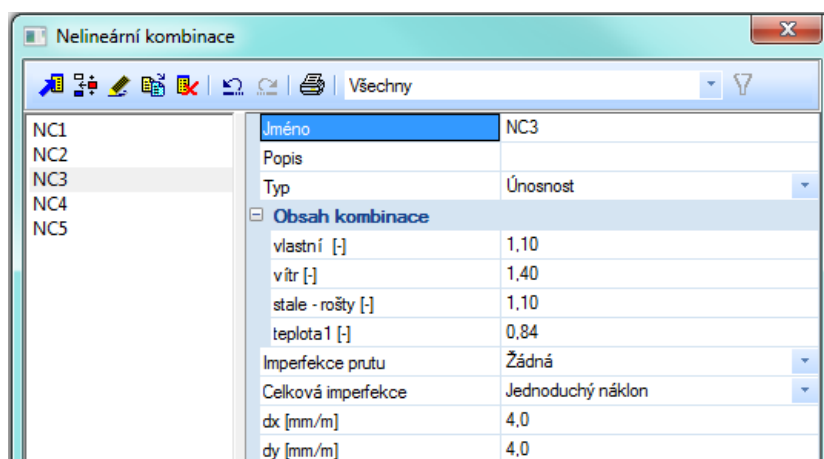 Nelineární kombinace
Všechny
NC1
NC2
NC3
NC4
NC5
Jméno NC3
Popis
Typ Únosnost
Obsah kombinace
vlastní [-] 1,10
vítr [-] 1,40
stale - rošty [-] 1,10
teplota1 [-] 0,84
Imperfekce prutu Žádná
Celková imperfekce Jednoduchý náklon
dx [mm/m] 4,0
dy [mm/m] 4,0